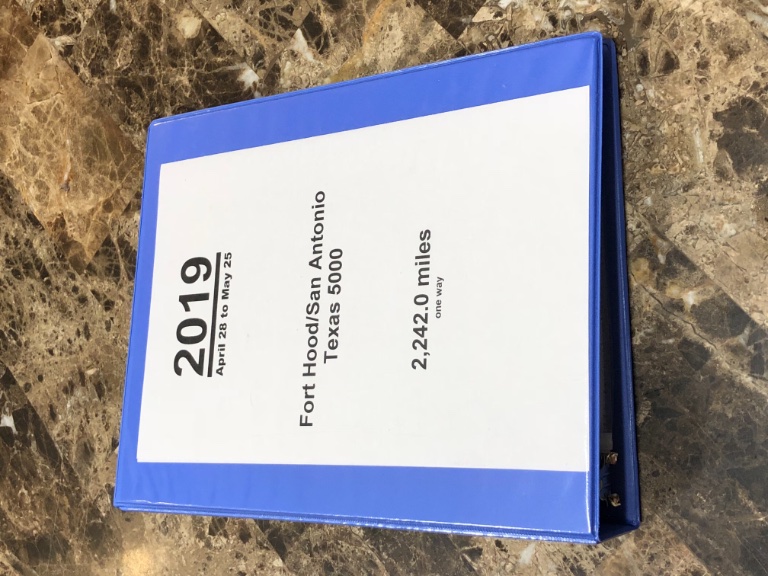 2019
April 28 to May 25
Fort Hood/San Antonio
Texas 5000
2,242.0 miles
one way